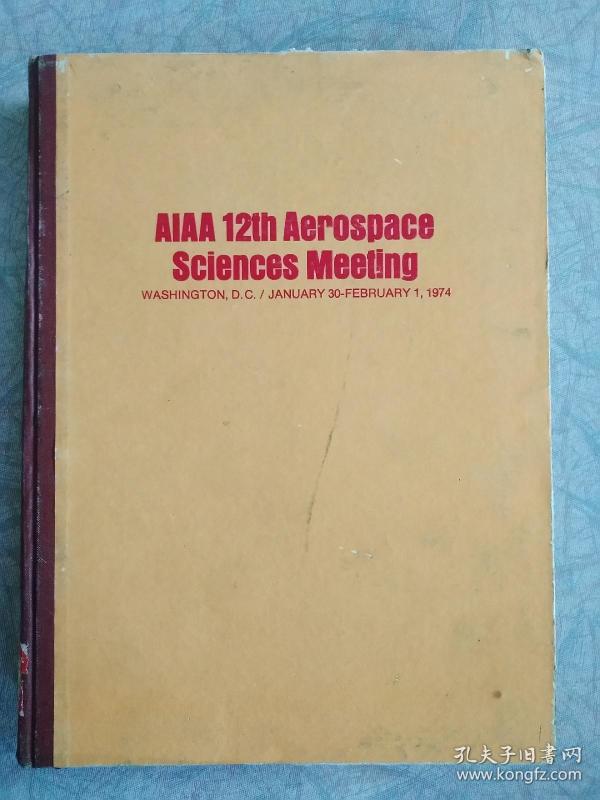 AIAA 12th Aerospace
Sciences Meeting
WASHINGTON, D.C. / JANUARY 30-FEBRUARY 1, 1974
孔夫子旧书网
www.kongfz.com